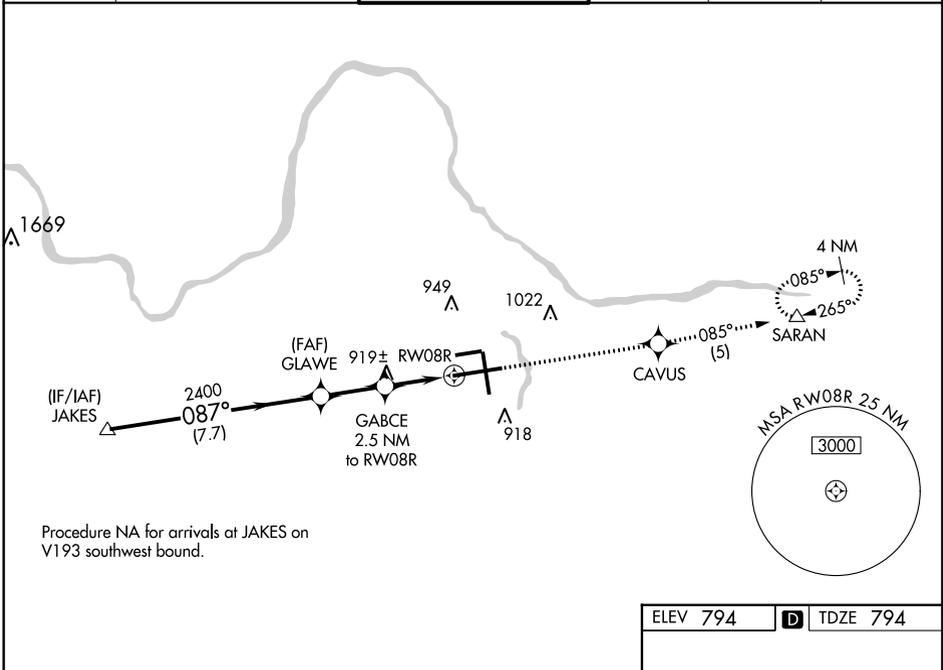 1669
4 NM
085°
265°
SARAN
949
1022
085°
(5)
CAVUS
(FAF)
GLAWE
919±
RW08R
(IF/IAF)
JAKES
2400
087°
(7.7)
GABCE
2.5 NM
to RW08R
918
MSA RW08R 25 NM
3000
Procedure NA for arrivals at JAKES on
V193 southwest bound.
ELEV 794 D TDZE 794